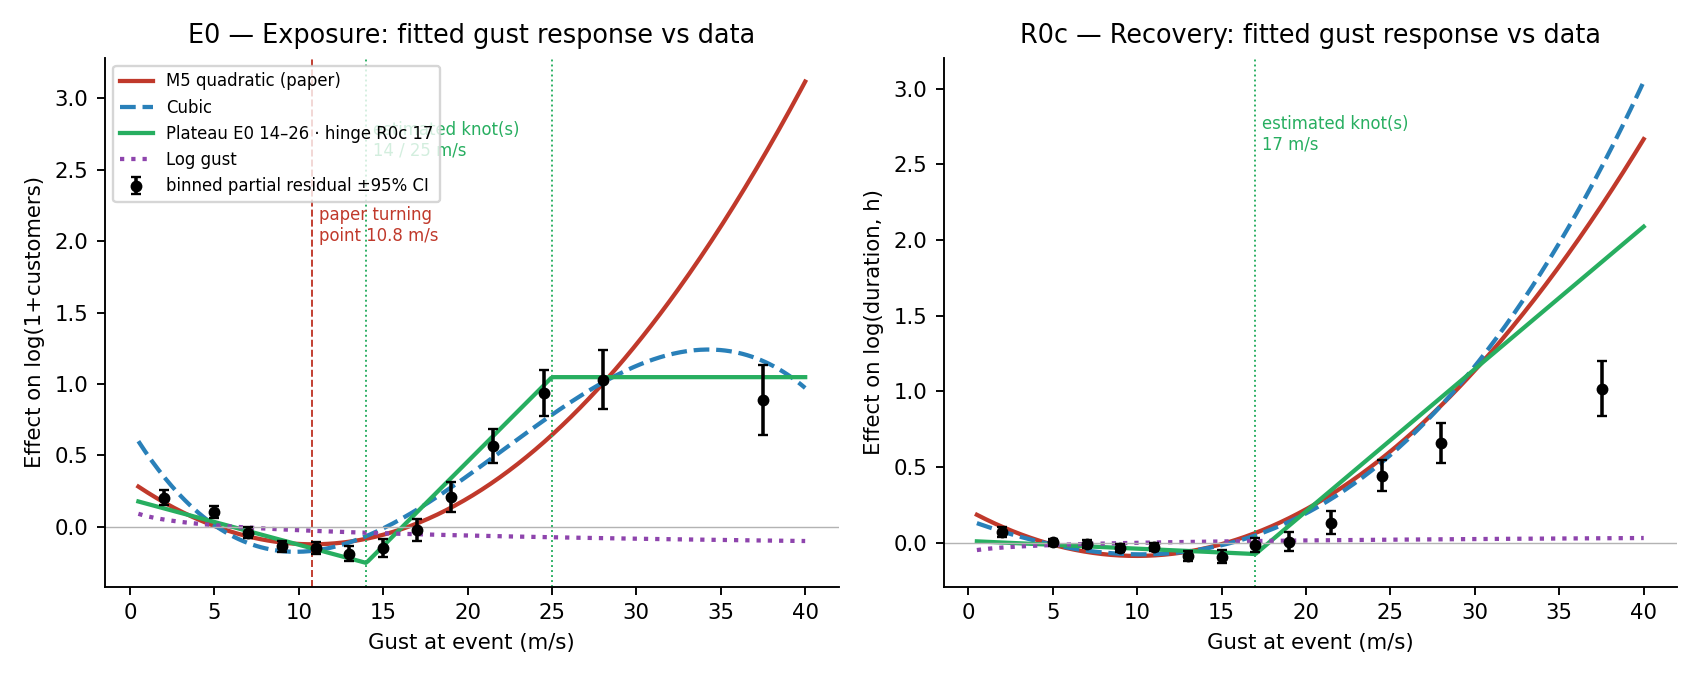 E0 — Exposure: fitted gust response vs data
M5 quadratic (paper)
Cubic
Plateau E0 14–26 · hinge R0c 17
Log gust
binned partial residual ±95% CI
estimated knot(s)
14 / 25 m/s
paper turning
point 10.8 m/s
Effect on log(1+customers)
3.0
2.5
2.0
1.5
1.0
0.5
0.0
0 5 10 15 20 25 30 35 40
Gust at event (m/s)
R0c — Recovery: fitted gust response vs data
estimated knot(s)
17 m/s
Effect on log(duration, h)
3.0
2.5
2.0
1.5
1.0
0.5
0.0
0 5 10 15 20 25 30 35 40
Gust at event (m/s)